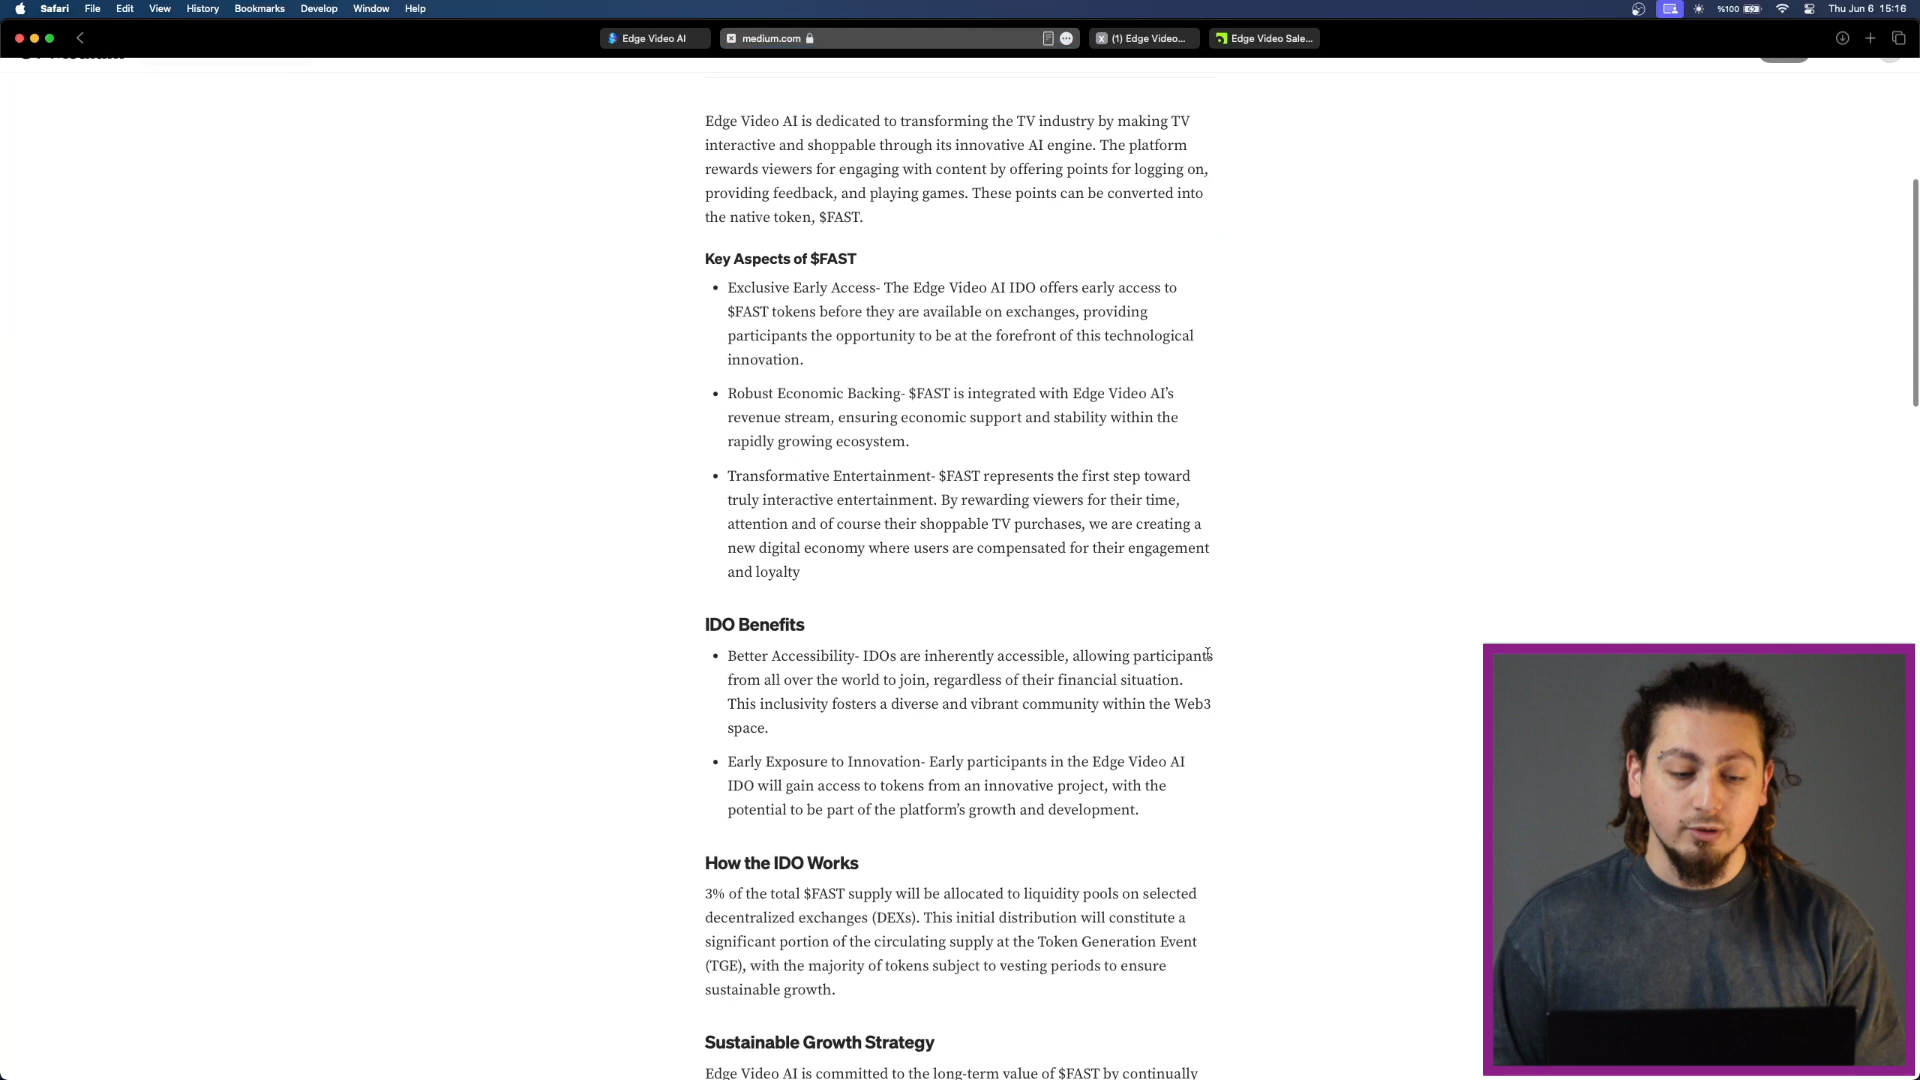 Safari File Edit View History Bookmarks Develop Window Help
%100 Thu Jun 6 15:16
Edge Video AI
medium.com
(1) Edge Video...
Edge Video Sale...
Edge Video AI is dedicated to transforming the TV industry by making TV
interactive and shoppable through its innovative AI engine. The platform
rewards viewers for engaging with content by offering points for logging on,
providing feedback, and playing games. These points can be converted into
the native token, $FAST.
Key Aspects of $FAST
• Exclusive Early Access- The Edge Video AI IDO offers early access to
$FAST tokens before they are available on exchanges, providing
participants the opportunity to be at the forefront of this technological
innovation.
• Robust Economic Backing- $FAST is integrated with Edge Video AI’s
revenue stream, ensuring economic support and stability within the
rapidly growing ecosystem.
• Transformative Entertainment- $FAST represents the first step toward
truly interactive entertainment. By rewarding viewers for their time,
attention and of course their shoppable TV purchases, we are creating a
new digital economy where users are compensated for their engagement
and loyalty
IDO Benefits
• Better Accessibility- IDOs are inherently accessible, allowing participants
from all over the world to join, regardless of their financial situation.
This inclusivity fosters a diverse and vibrant community within the Web3
space.
• Early Exposure to Innovation- Early participants in the Edge Video AI
IDO will gain access to tokens from an innovative project, with the
potential to be part of the platform’s growth and development.
How the IDO Works
3% of the total $FAST supply will be allocated to liquidity pools on selected
decentralized exchanges (DEXs). This initial distribution will constitute a
significant portion of the circulating supply at the Token Generation Event
(TGE), with the majority of tokens subject to vesting periods to ensure
sustainable growth.
Sustainable Growth Strategy
Edge Video AI is committed to the long-term value of $FAST by continually